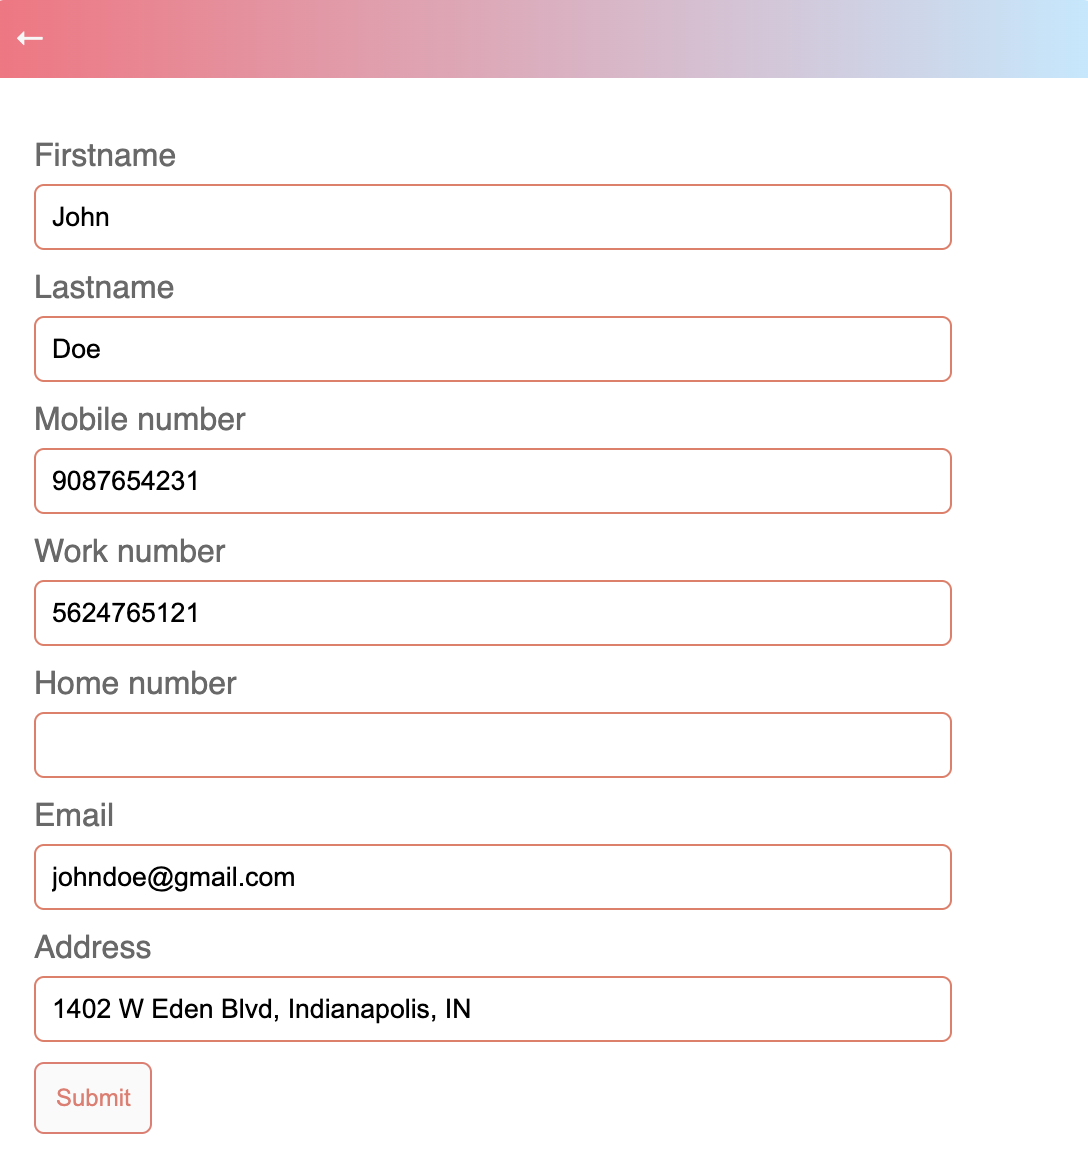 Firstname
John
Lastname
Doe
Mobile number
9087654231
Work number
5624765121
Home number
Email
johndoe@gmail.com
Address
1402 W Eden Blvd, Indianapolis, IN
Submit